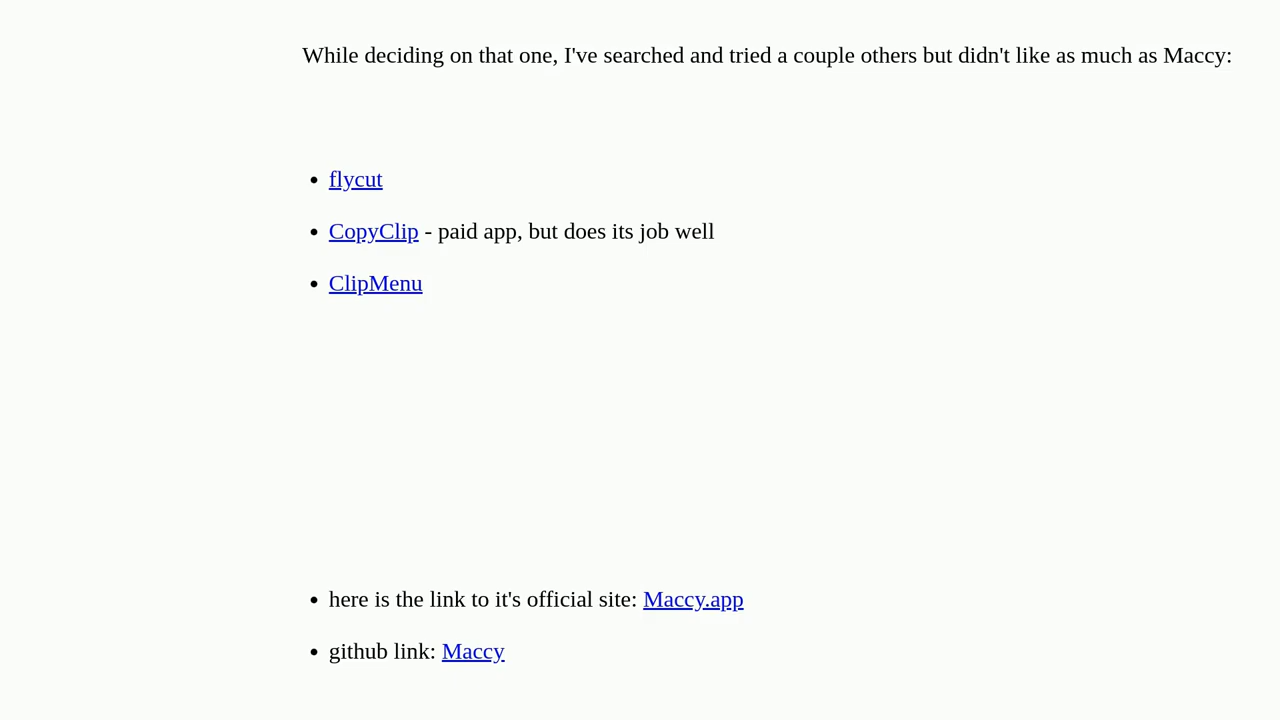 While deciding on that one, I've searched and tried a couple others but didn't like as much as Maccy:
• flycut
• CopyClip - paid app, but does its job well
• ClipMenu
• here is the link to it's official site: Maccy.app
• github link: Maccy